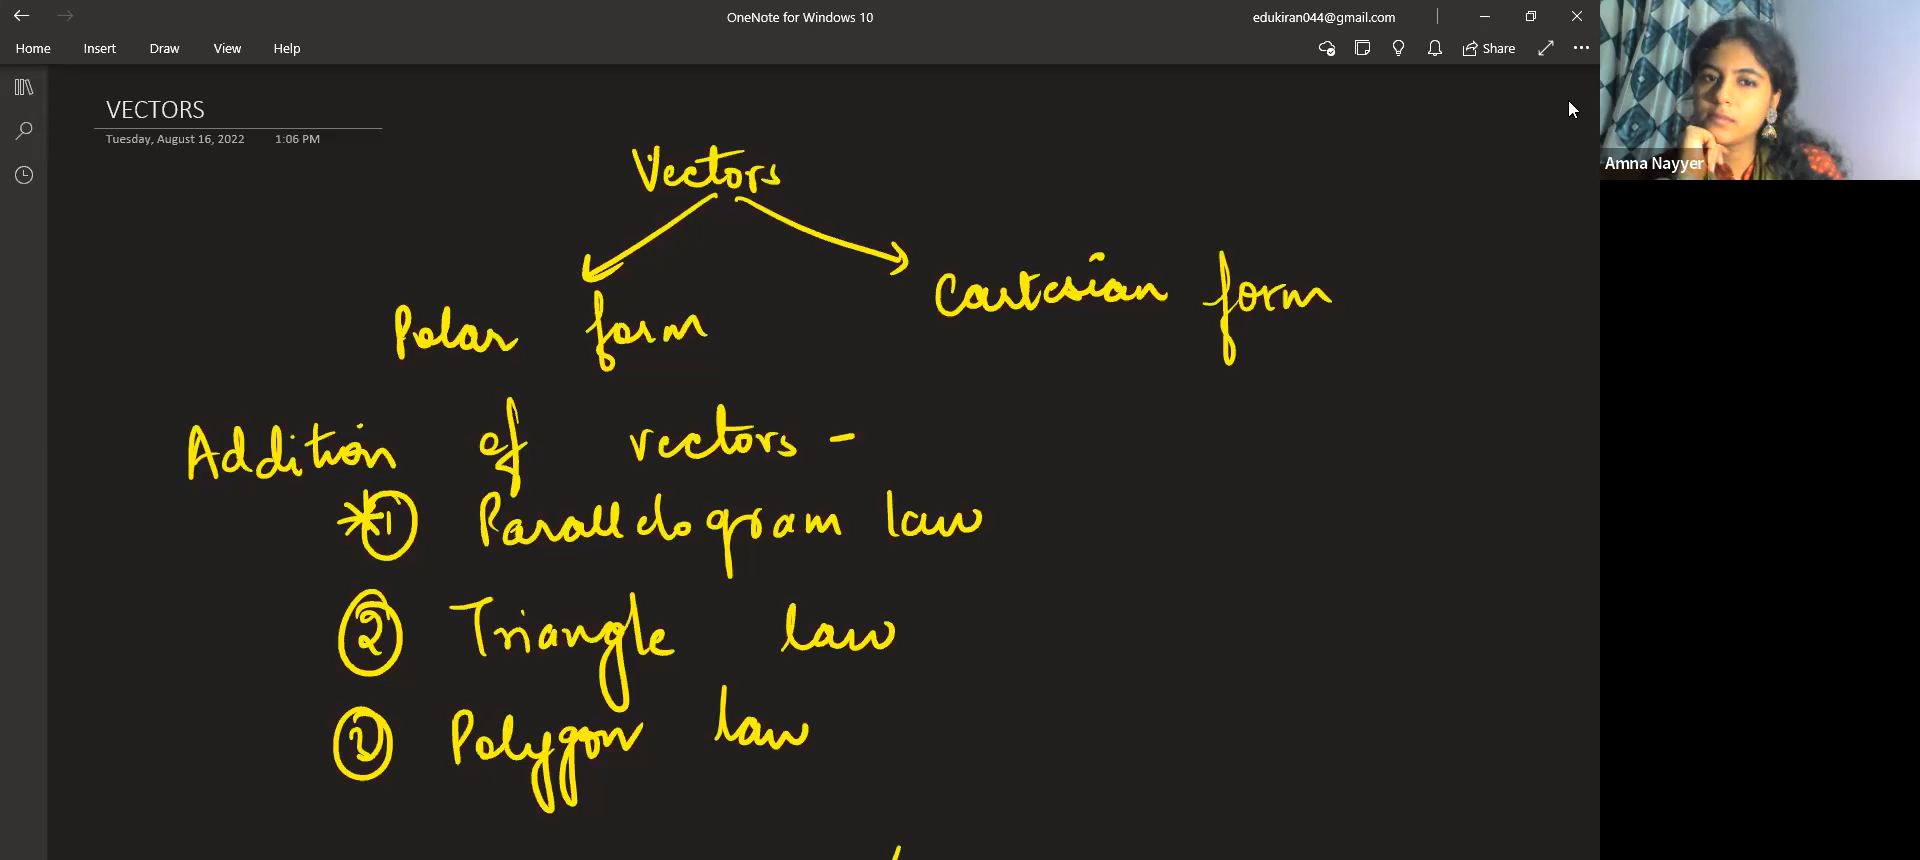 OneNote for Windows 10
edukiran044@gmail.com
Home Insert Draw View Help
Share
Amna Nayyer
VECTORS
Tuesday, August 16, 2022 1:06 PM
Vectors
Polar form
Cartesian form
Addition of vectors -
*① Parallelogram law
② Triangle law
③ Polygon law